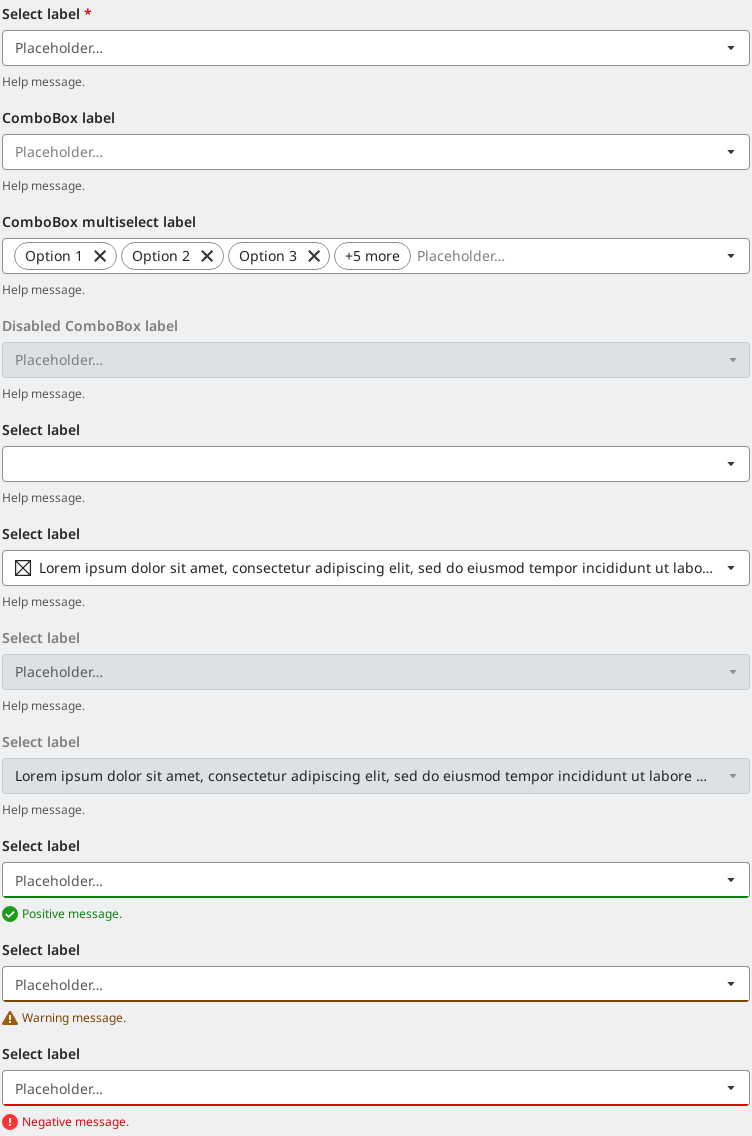 Select label *
Placeholder...
Help message.
ComboBox label
Placeholder...
Help message.
ComboBox multiselect label
Option 1 Option 2 Option 3 +5 more Placeholder...
Help message.
Disabled ComboBox label
Placeholder...
Help message.
Select label
Help message.
Select label
Lorem ipsum dolor sit amet, consectetur adipiscing elit, sed do eiusmod tempor incididunt ut labo...
Help message.
Select label
Placeholder...
Help message.
Select label
Lorem ipsum dolor sit amet, consectetur adipiscing elit, sed do eiusmod tempor incididunt ut labore ...
Help message.
Select label
Placeholder...
Positive message.
Select label
Placeholder...
Warning message.
Select label
Placeholder...
Negative message.